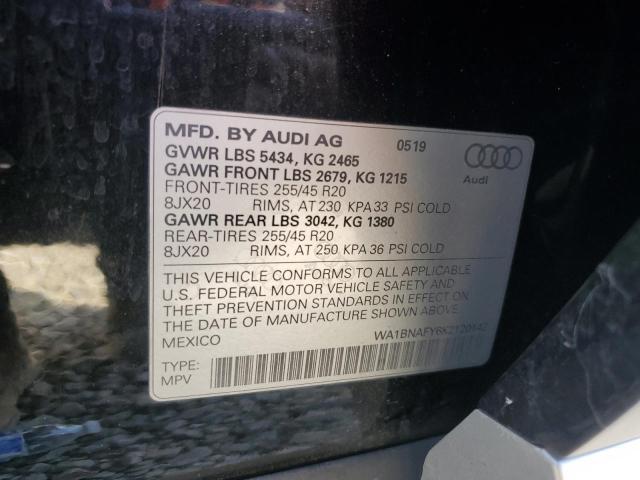 MFD. BY AUDI AG 0519
GVWR LBS 5434, KG 2465
GAWR FRONT LBS 2679, KG 1215
FRONT-TIRES 255/45 R20
8JX20 RIMS, AT 230 KPA 33 PSI COLD
GAWR REAR LBS 3042, KG 1380
REAR-TIRES 255/45 R20
8JX20 RIMS, AT 250 KPA 36 PSI COLD
Audi
THIS VEHICLE CONFORMS TO ALL APPLICABLE
U.S. FEDERAL MOTOR VEHICLE SAFETY AND
THEFT PREVENTION STANDARDS IN EFFECT ON THE
DATE OF MANUFACTURE SHOWN ABOVE.
MEXICO WA1BNAFY6K2120142
TYPE:
MPV